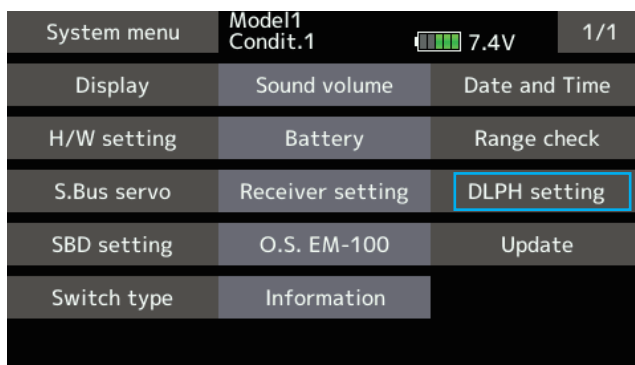 System menu
Model1
Condit.1
7.4V
1/1
Display
Sound volume
Date and Time
H/W setting
Battery
Range check
S.Bus servo
Receiver setting
DLPH setting
SBD setting
O.S. EM-100
Update
Switch type
Information